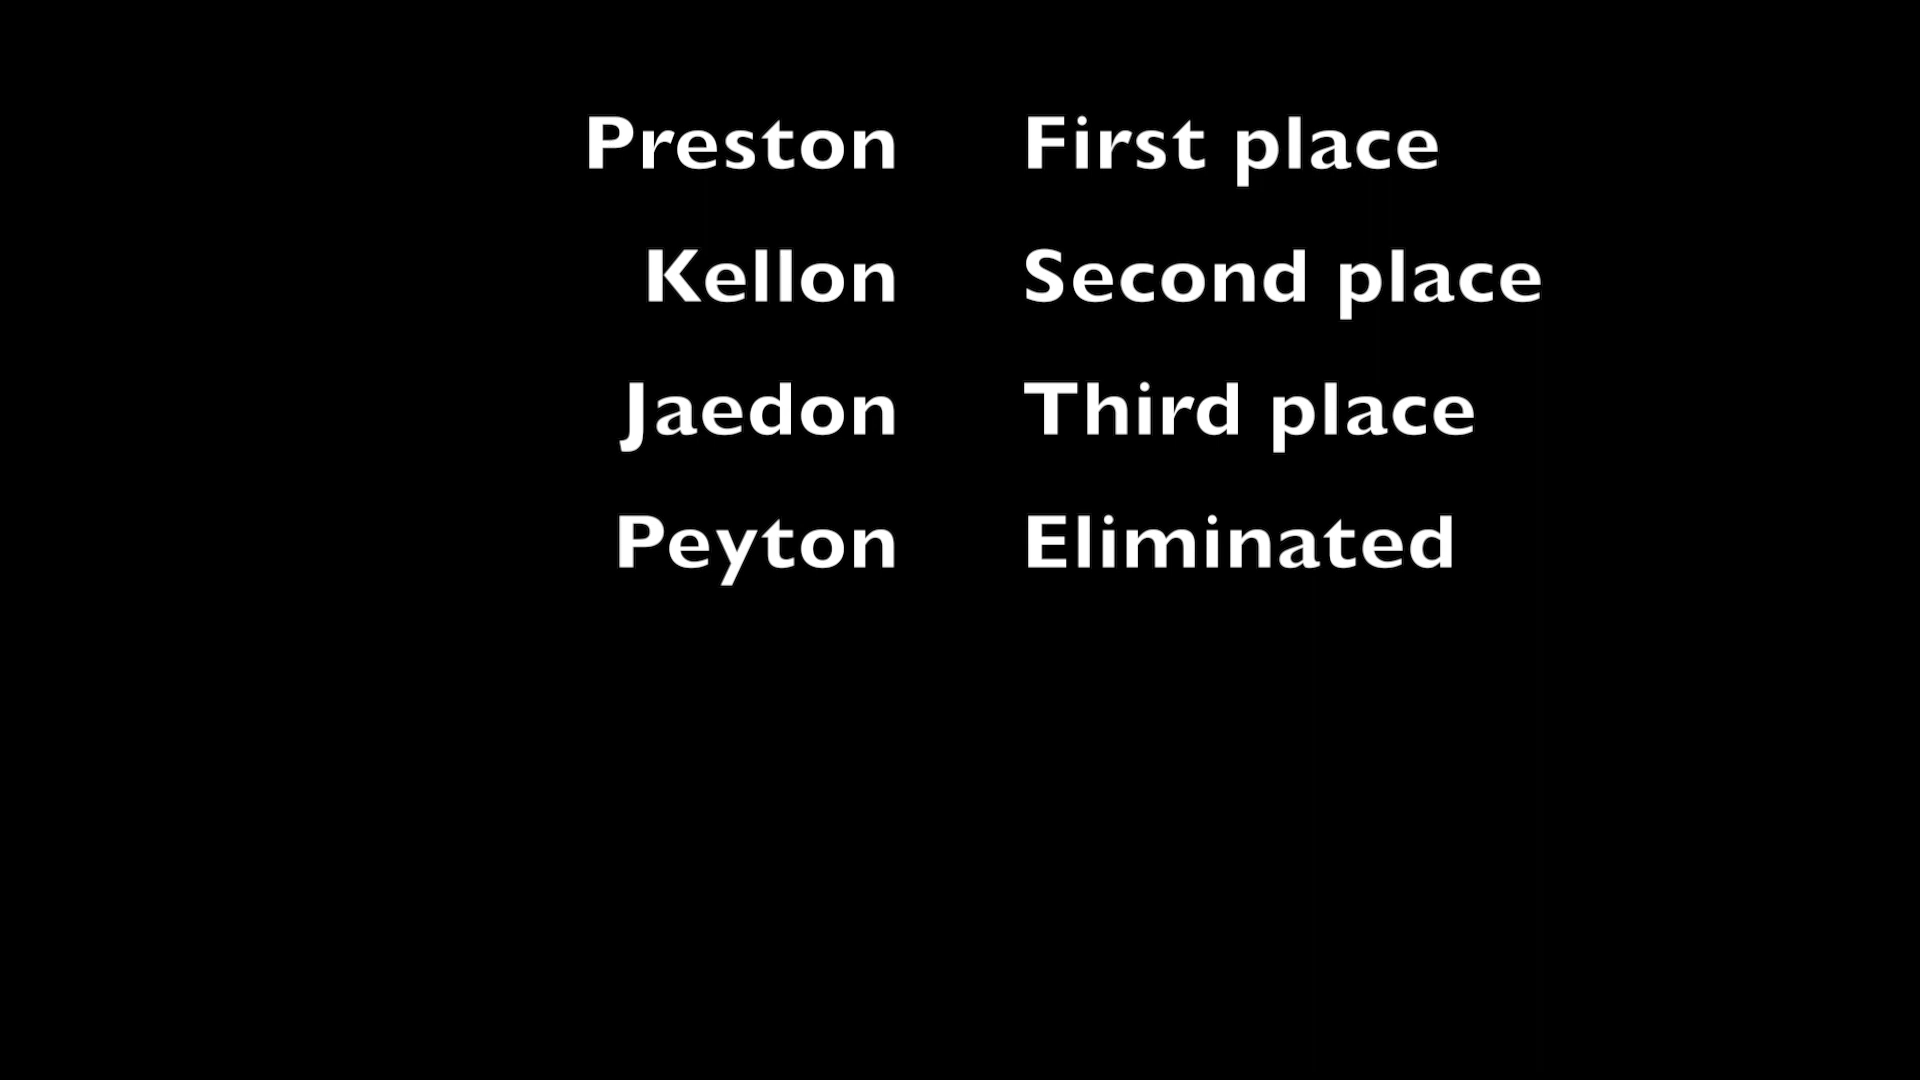 Preston First place
Kellon Second place
Jaedon Third place
Peyton Eliminated